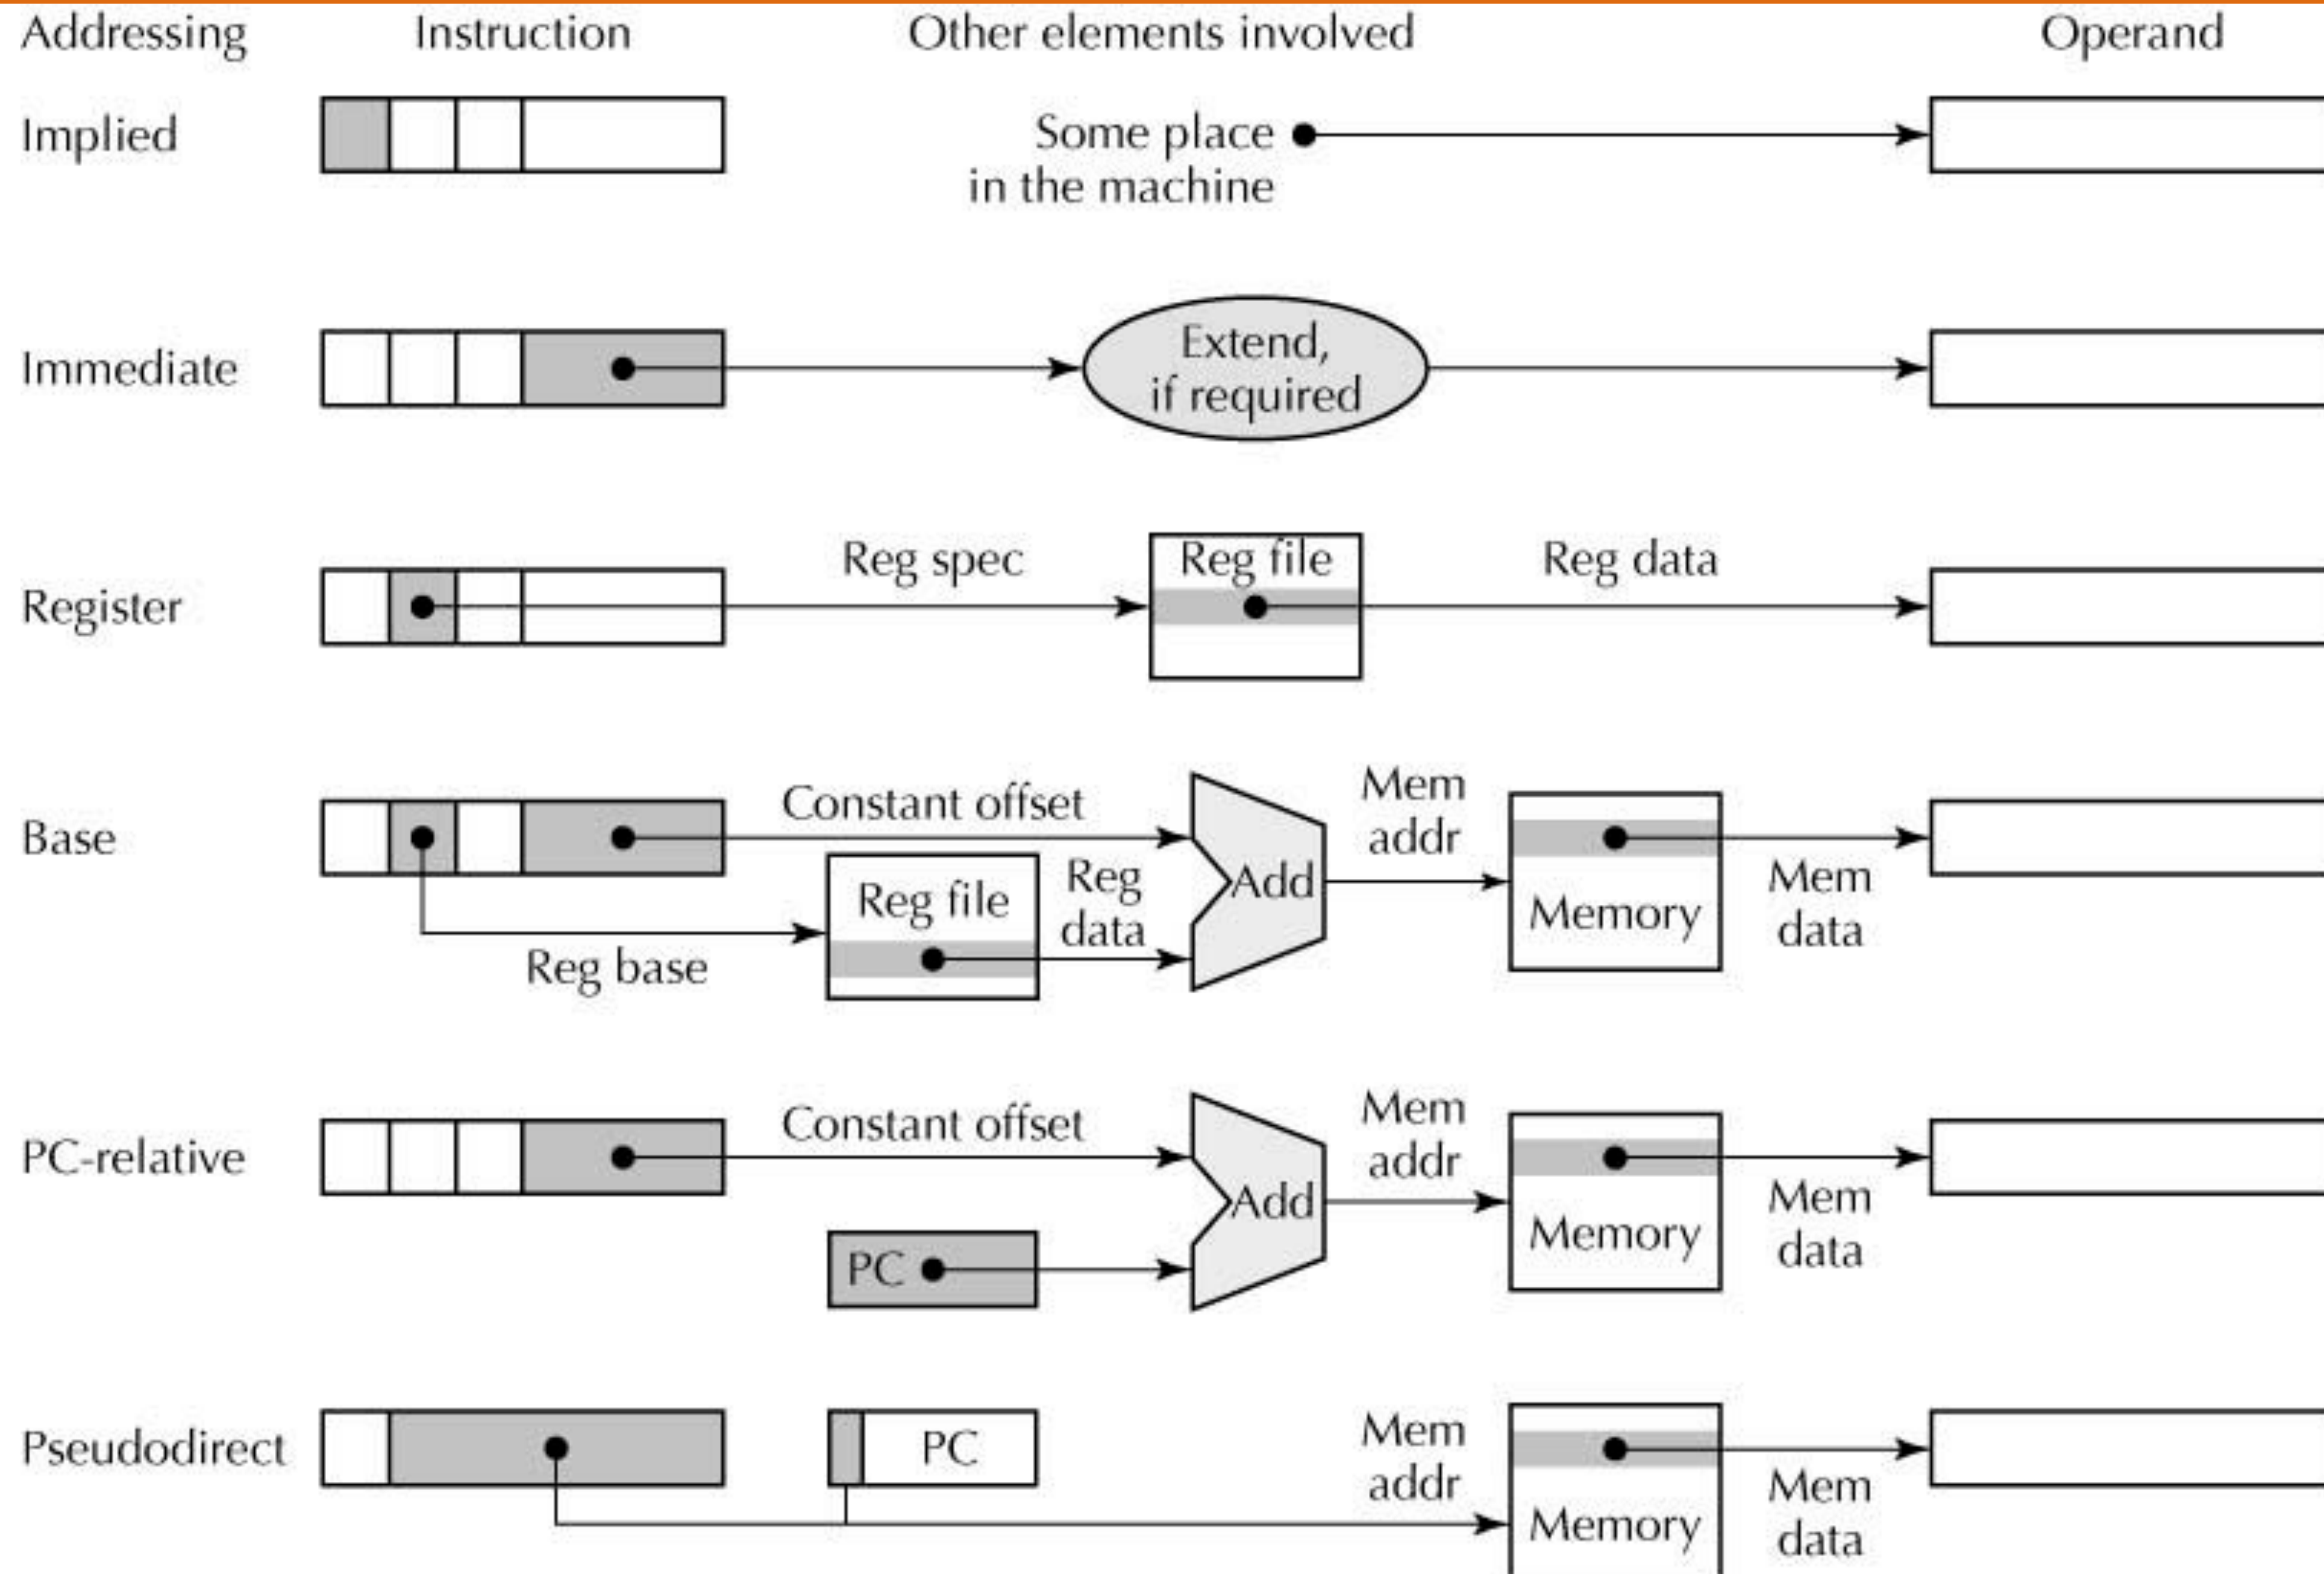 Addressing Instruction Other elements involved Operand
Implied
Some place
in the machine
Immediate
Extend,
if required
Register
Reg spec
Reg file
Reg data
Base
Constant offset
Reg base
Reg file
Reg
data
Add
Mem
addr
Memory
Mem
data
PC-relative
Constant offset
PC
Add
Mem
addr
Memory
Mem
data
Pseudodirect
PC
Mem
addr
Memory
Mem
data